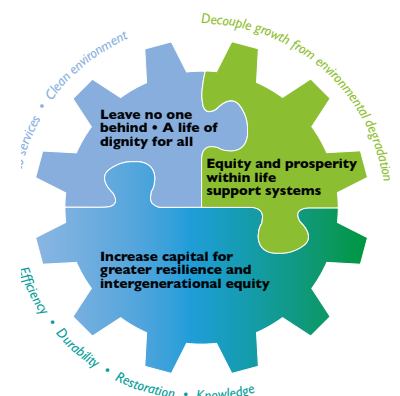 services • Clean environment
Decouple growth from environmental degradation
Leave no one
behind • A life of
dignity for all
Equity and prosperity
within life
support systems
Increase capital for
greater resilience and
intergenerational equity
Efficiency • Durability • Restoration • Knowledge